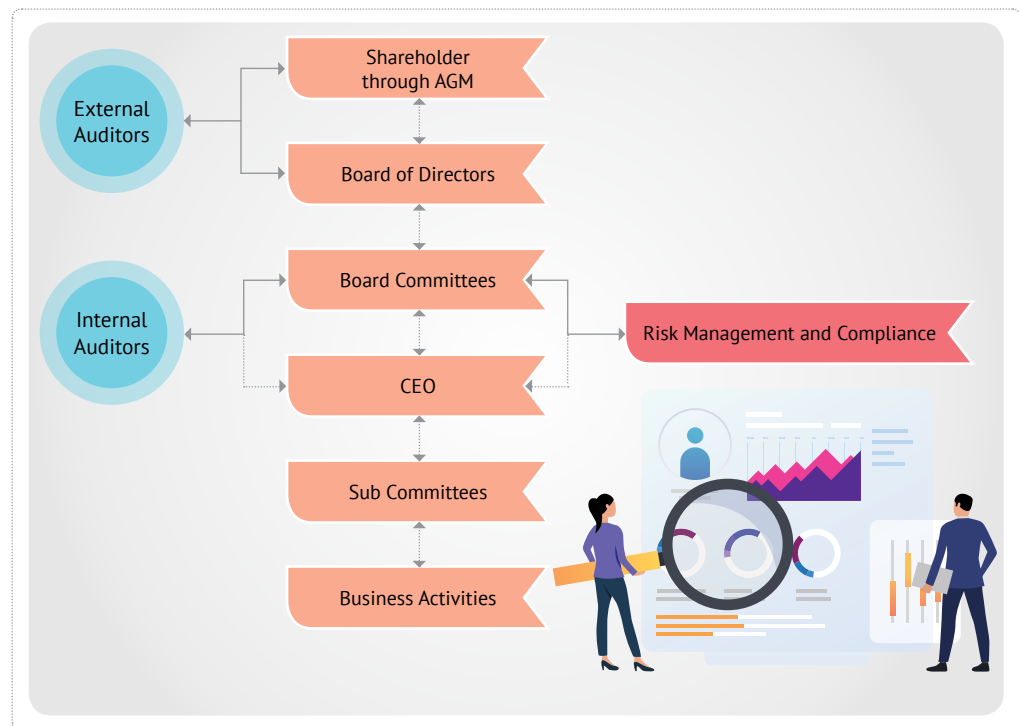 Shareholder
through AGM
External
Auditors
Board of Directors
Board Committees
Internal
Auditors
Risk Management and Compliance
CEO
Sub Committees
Business Activities